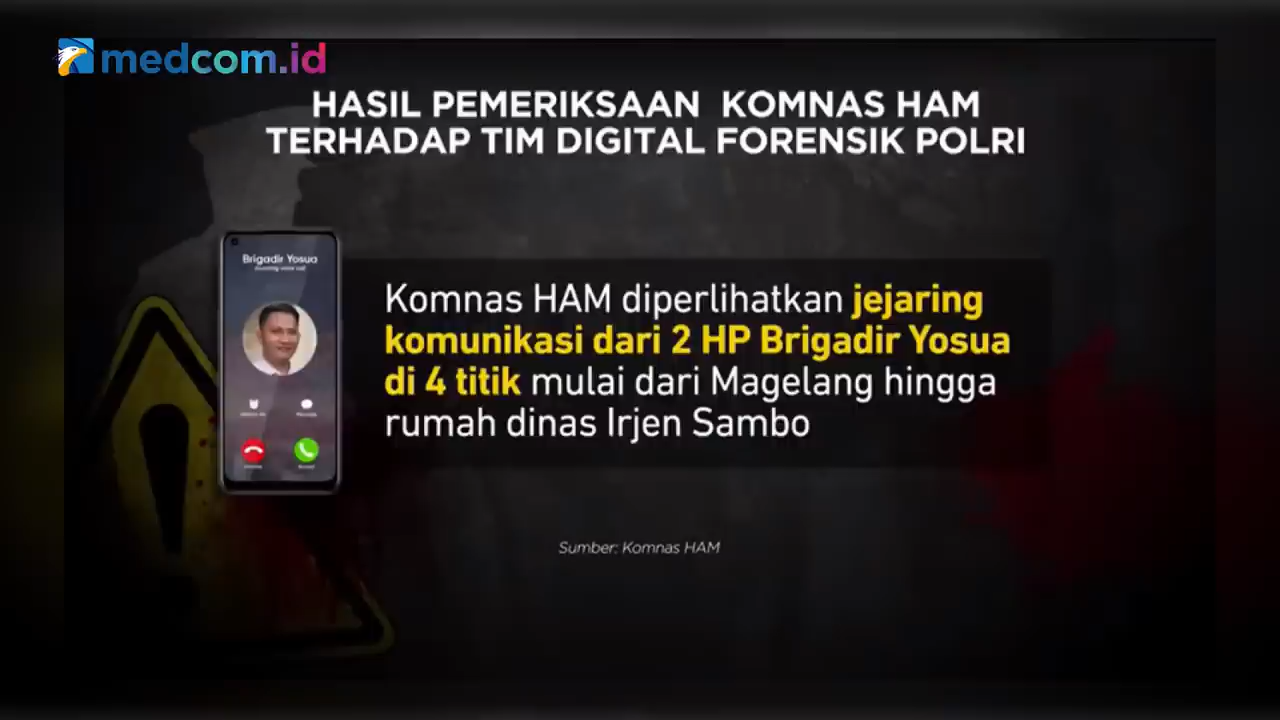 medcom.id
HASIL PEMERIKSAAN KOMNAS HAM
TERHADAP TIM DIGITAL FORENSIK POLRI
Brigadir Yosua
Komnas HAM diperlihatkan jejaring
komunikasi dari 2 HP Brigadir Yosua
di 4 titik mulai dari Magelang hingga
rumah dinas Irjen Sambo
Sumber: Komnas HAM